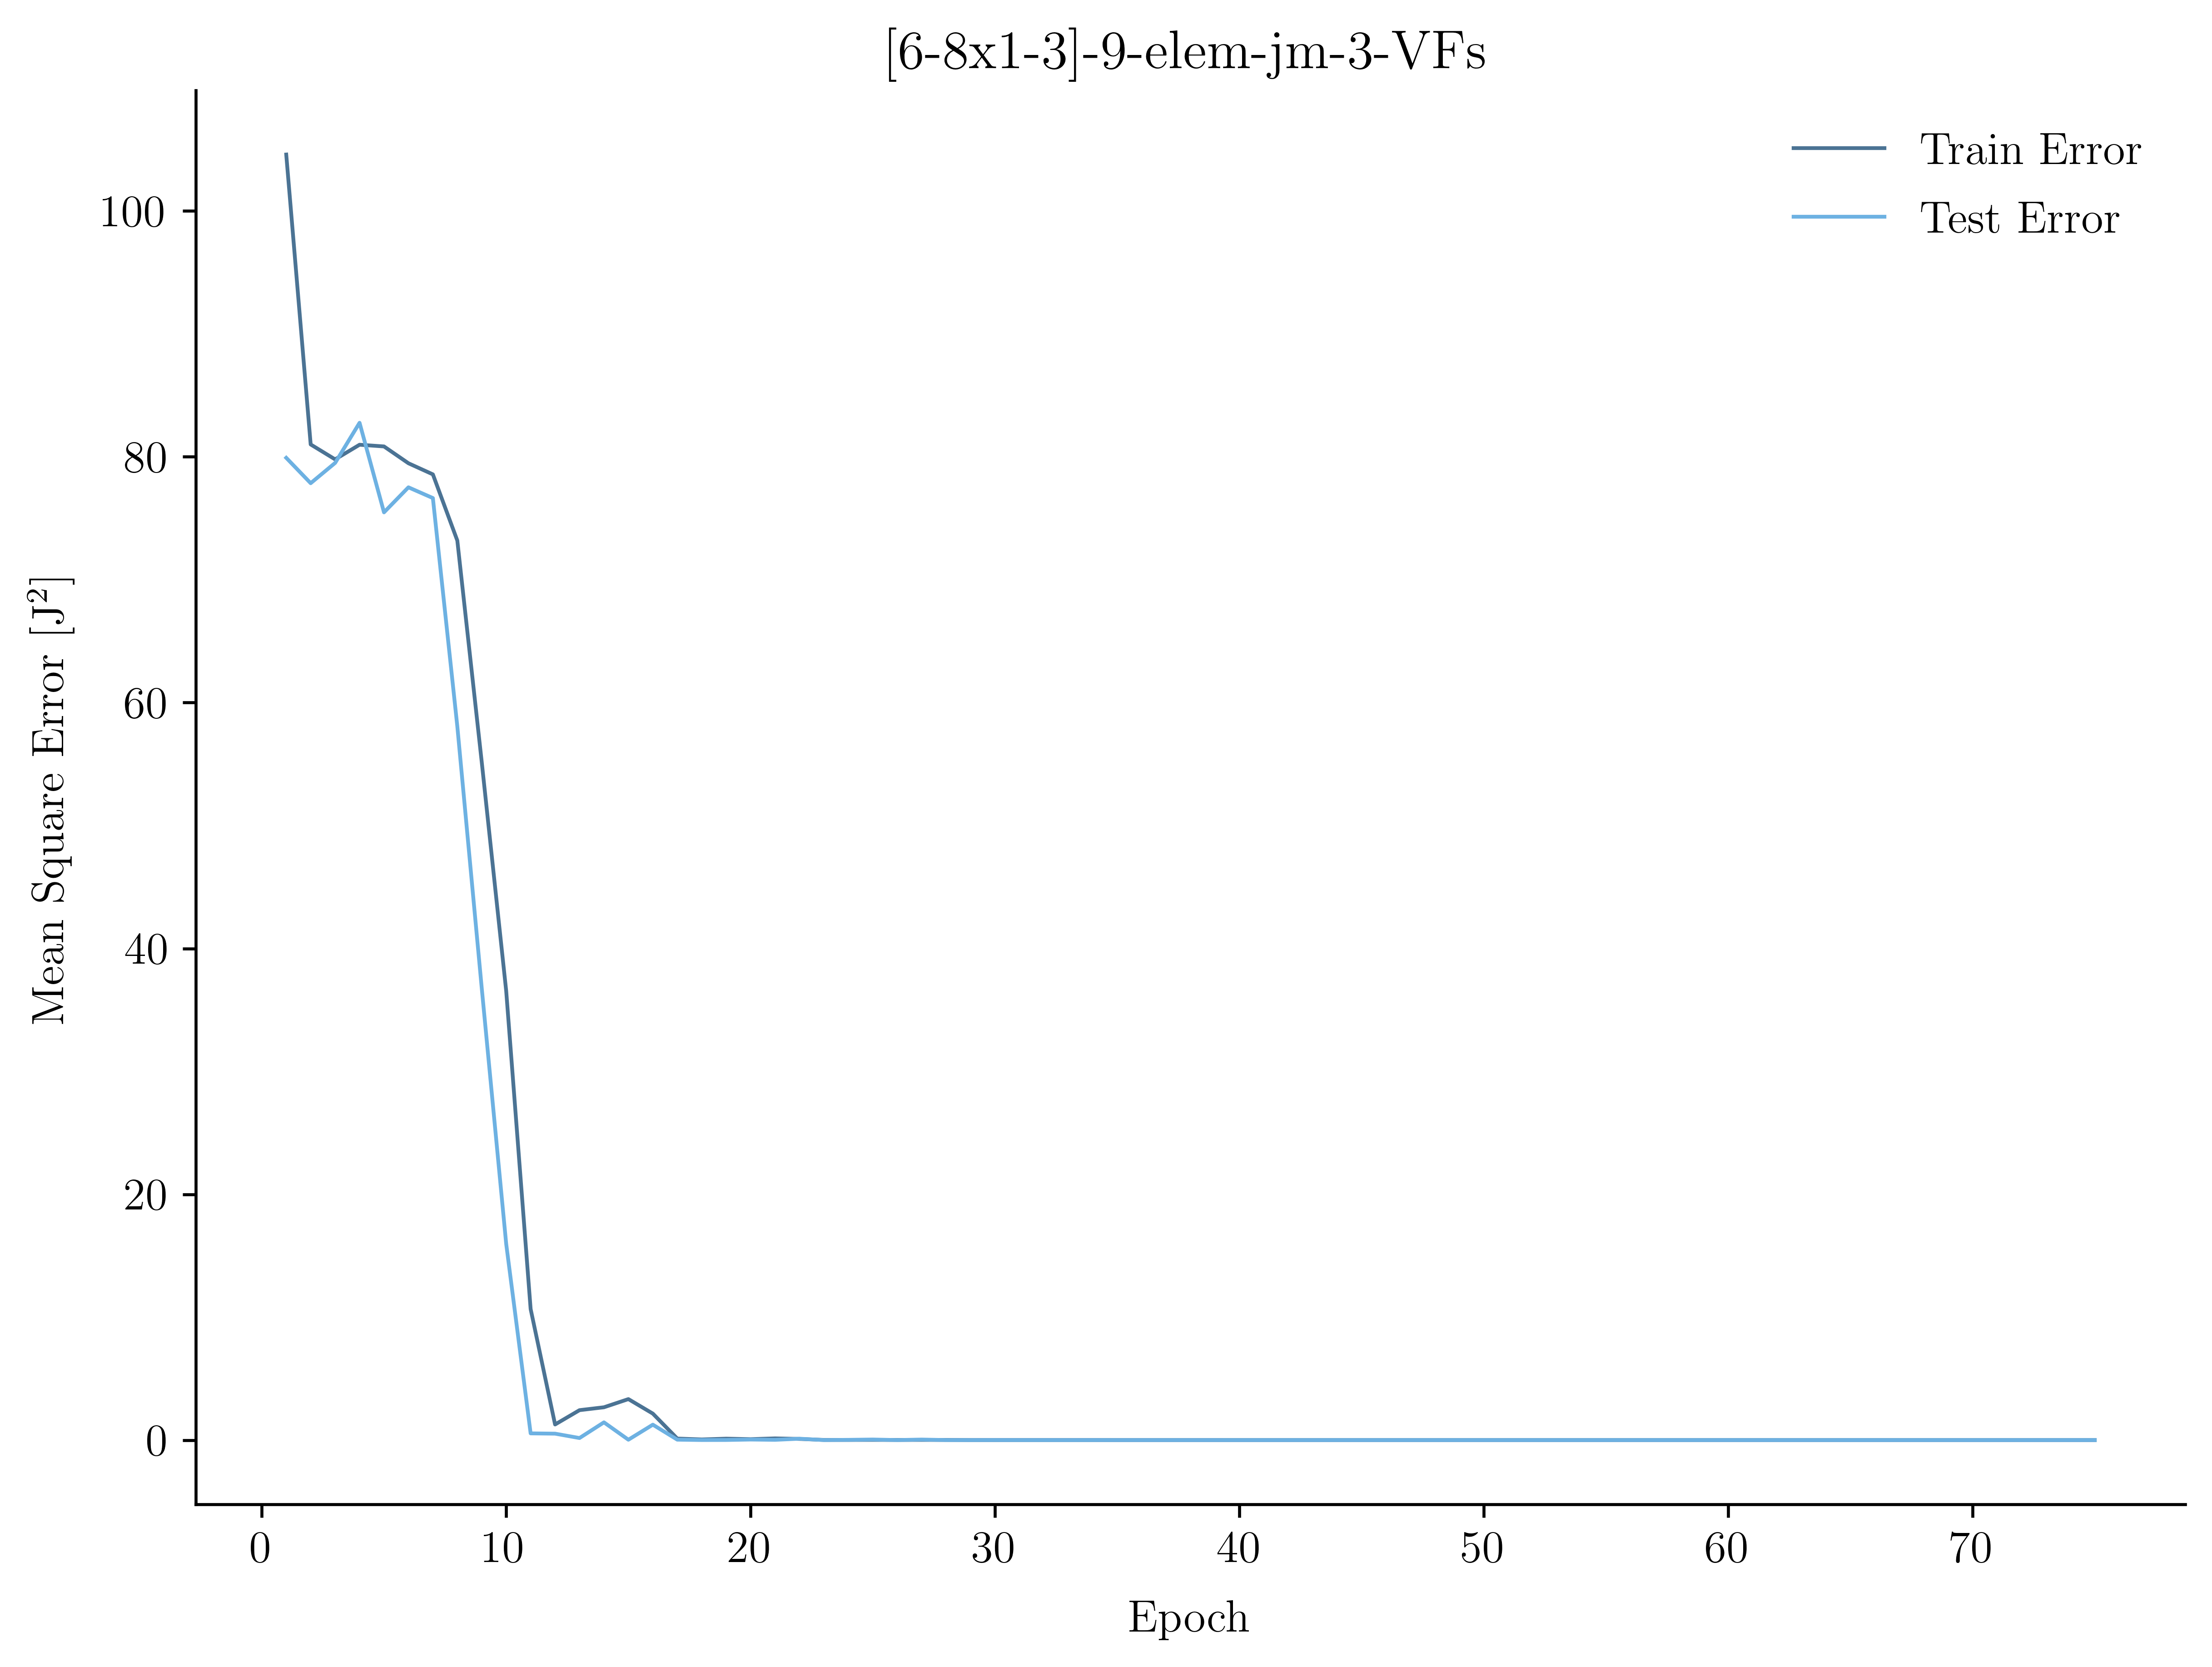 [6-8x1-3]-9-elem-jm-3-VFs
Train Error
Test Error
100
80
60
40
20
0
Mean Square Error [J²]
0 10 20 30 40 50 60 70
Epoch